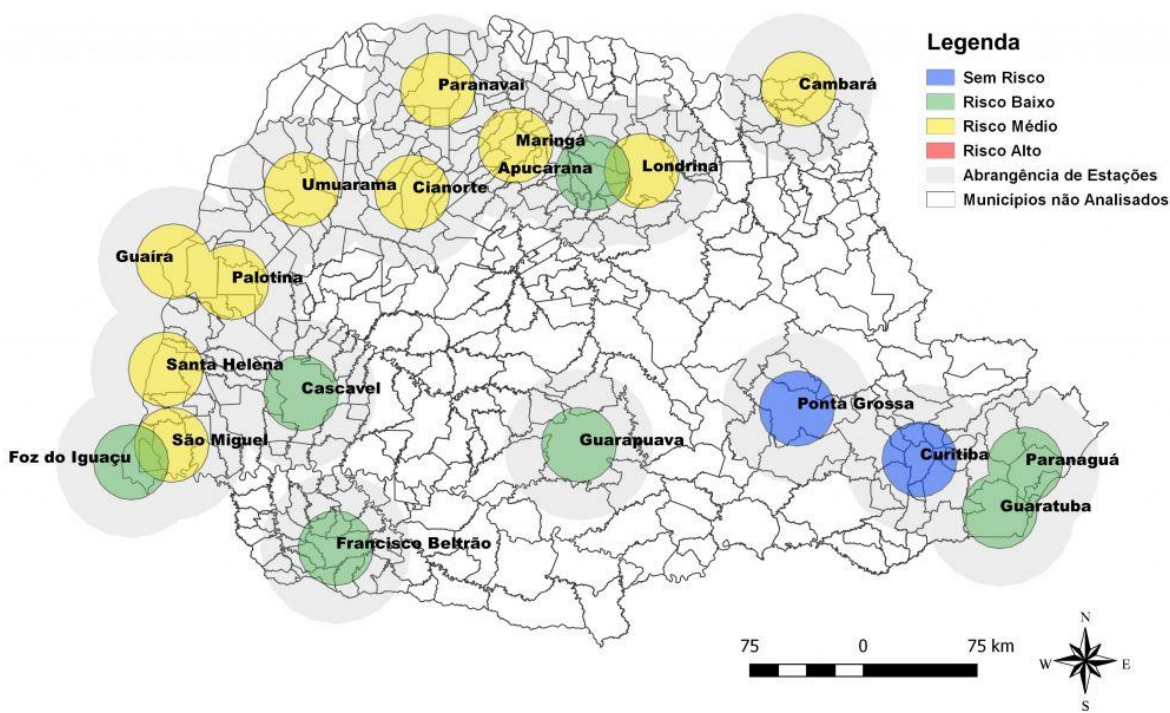 Legenda
Sem Risco
Risco Baixo
Risco Médio
Risco Alto
Abrangência de Estações
Municípios não Analisados
Paranavaí
Cambará
Maringá
Apucarana
Londrina
Umuarama
Cianorte
Guaíra
Palotina
Santa Helena
Cascavel
Ponta Grossa
São Miguel
Guarapuava
Foz do Iguaçu
Curitiba
Paranaguá
Guaratuba
Francisco Beltrão
75 0 75 km
N
W E
S